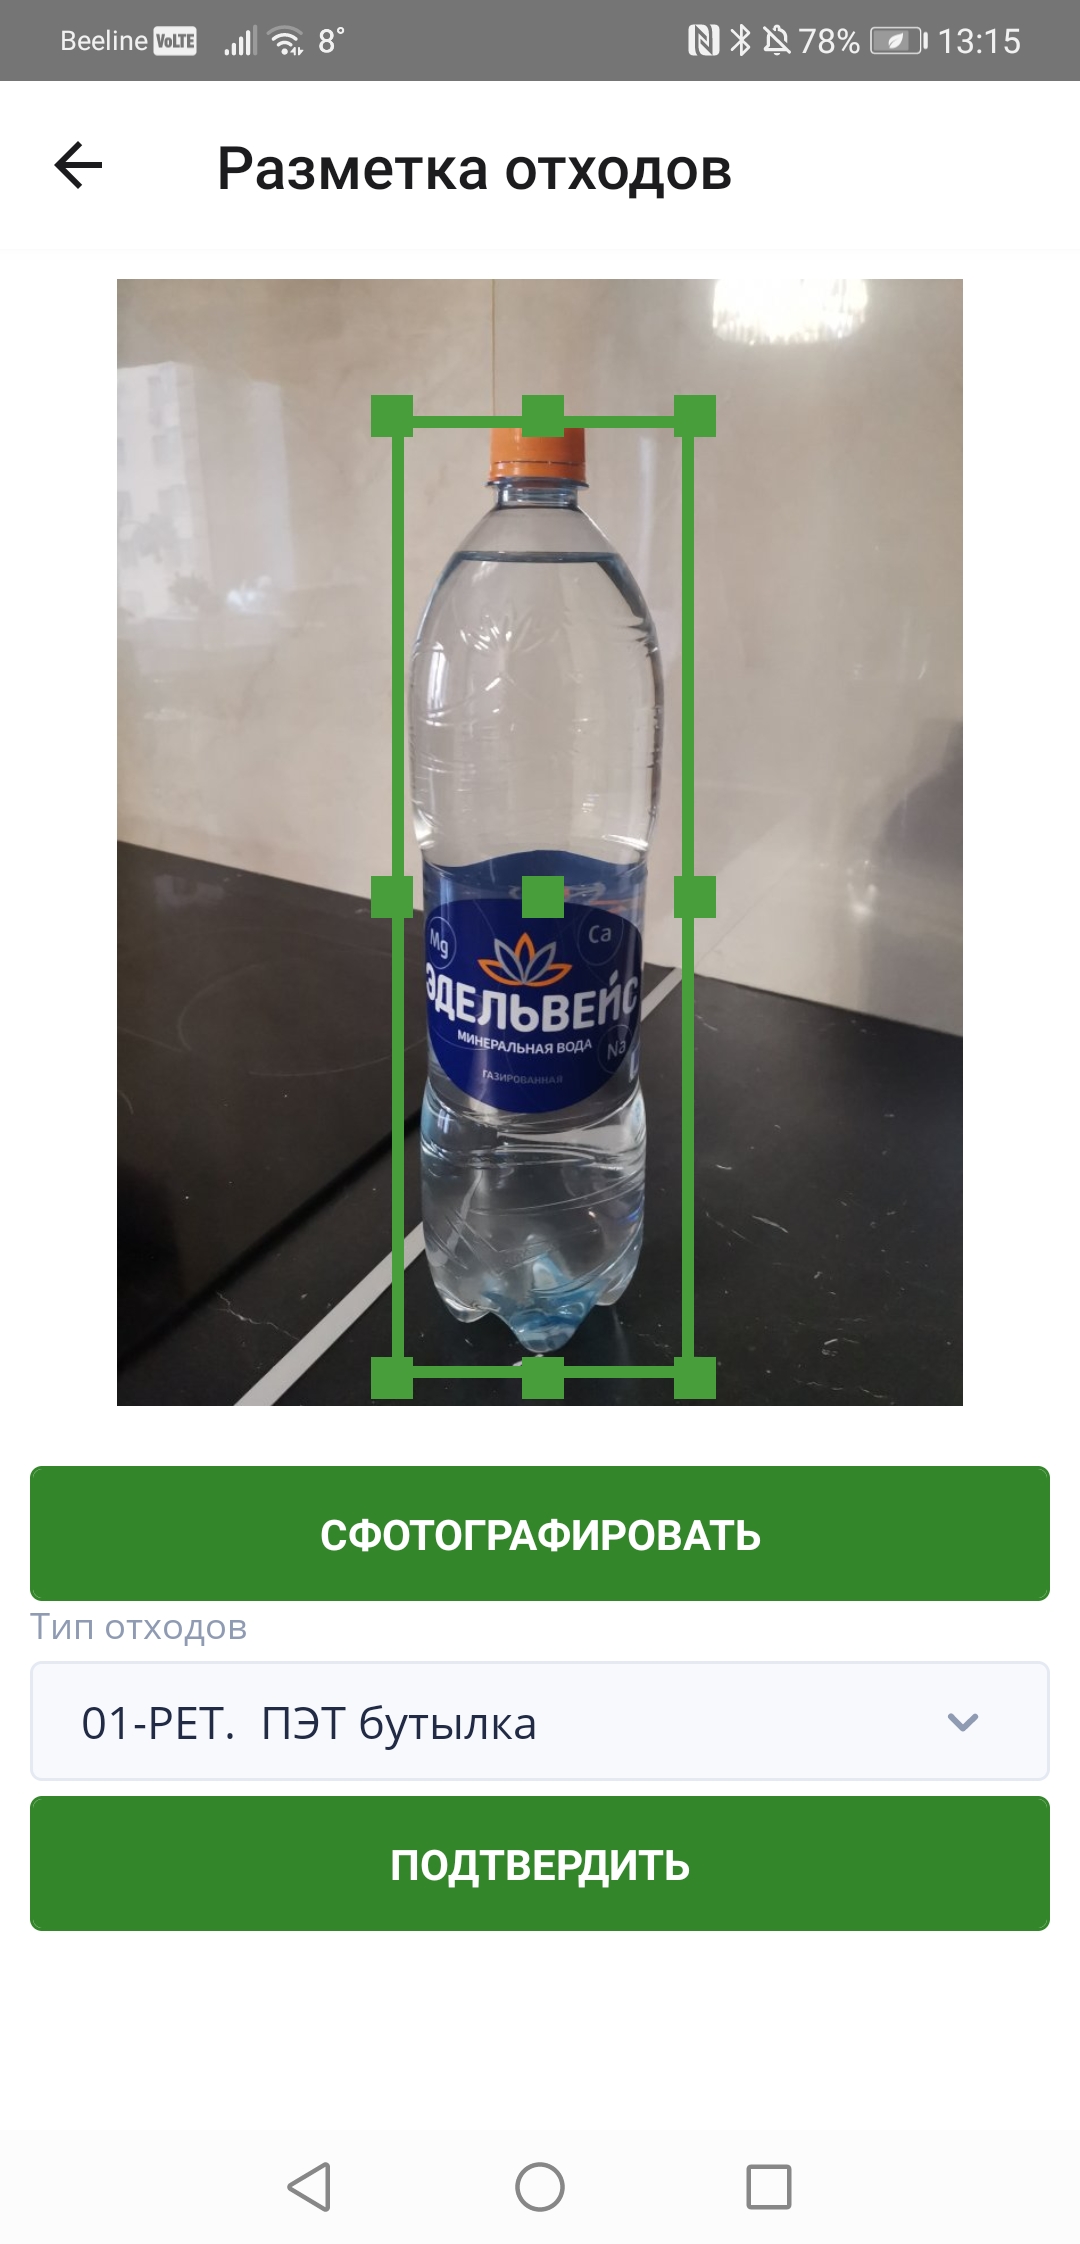 Beeline VoLTE 8° 78% 13:15
Разметка отходов
Mg
Ca
ЭДЕЛЬВЕЙС
МИНЕРАЛЬНАЯ ВОДА
Na
ГАЗИРОВАННАЯ
СФОТОГРАФИРОВАТЬ
Тип отходов
01-PET. ПЭТ бутылка
ПОДТВЕРДИТЬ